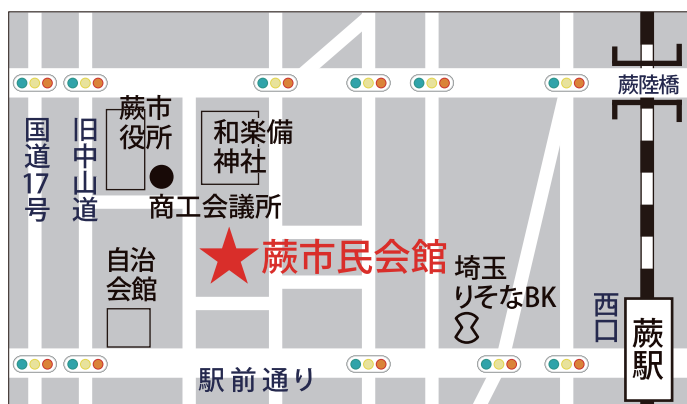 蕨陸橋
国道17号
旧中山道
蕨市
役所
和楽備
神社
商工会議所
蕨市民会館
自治
会館
埼玉
りそなBK
西口
蕨駅
駅前通り